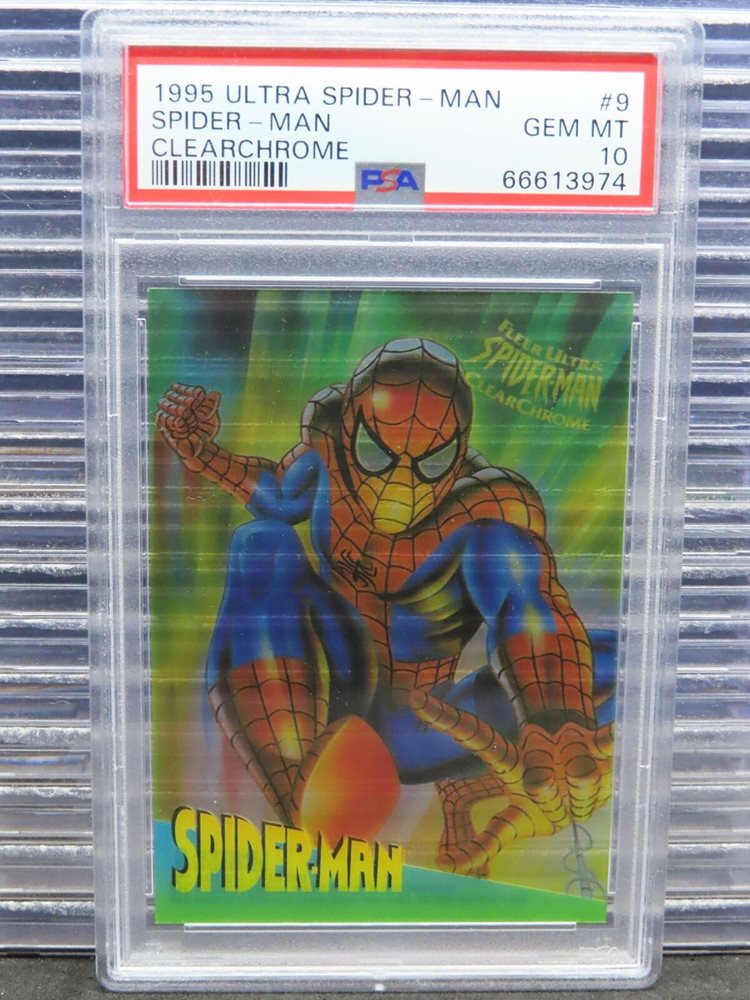 1995 ULTRA SPIDER-MAN #9
SPIDER-MAN GEM MT
CLEARCHROME 10
PSA 66613974
FLEER ULTRA
SPIDER-MAN
CLEARCHROME
SPIDER-MAN